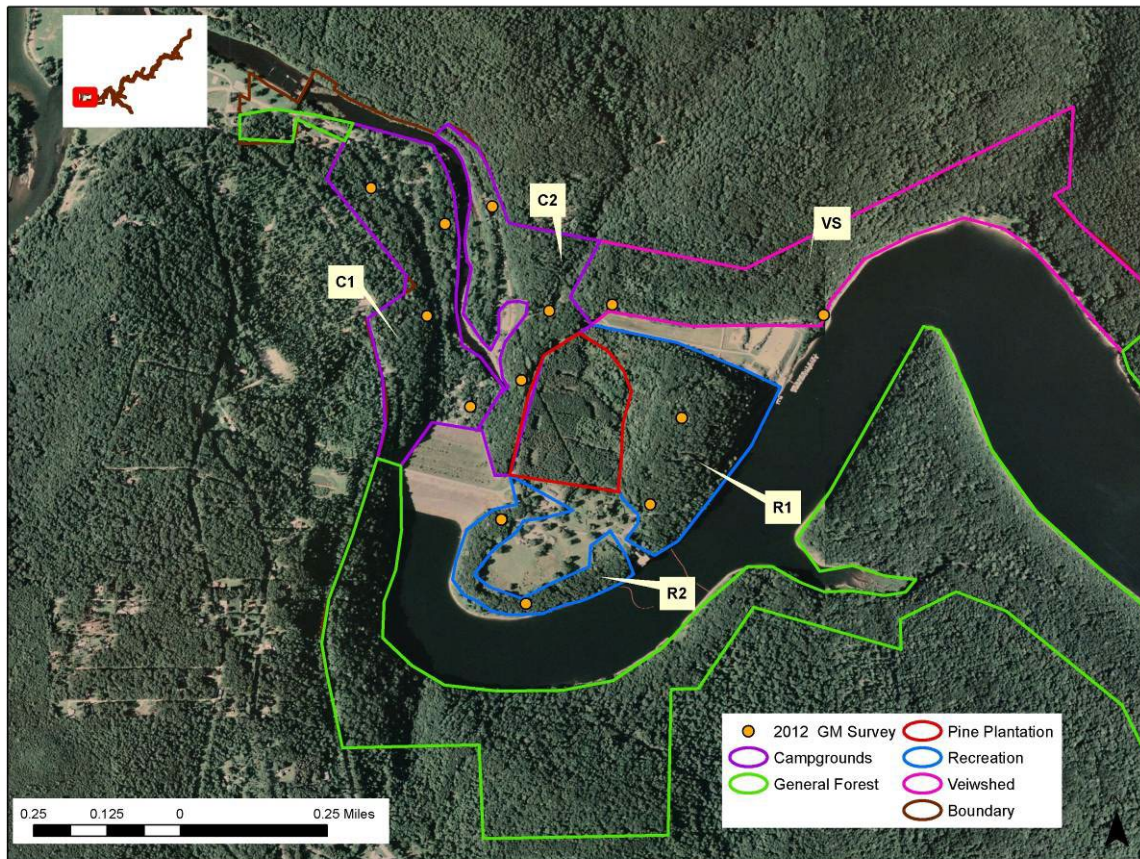 C2
VS
C1
R1
R2
2012 GM Survey
Campgrounds
General Forest
Pine Plantation
Recreation
Veiwshed
Boundary
0.25 0.125 0 0.25 Miles